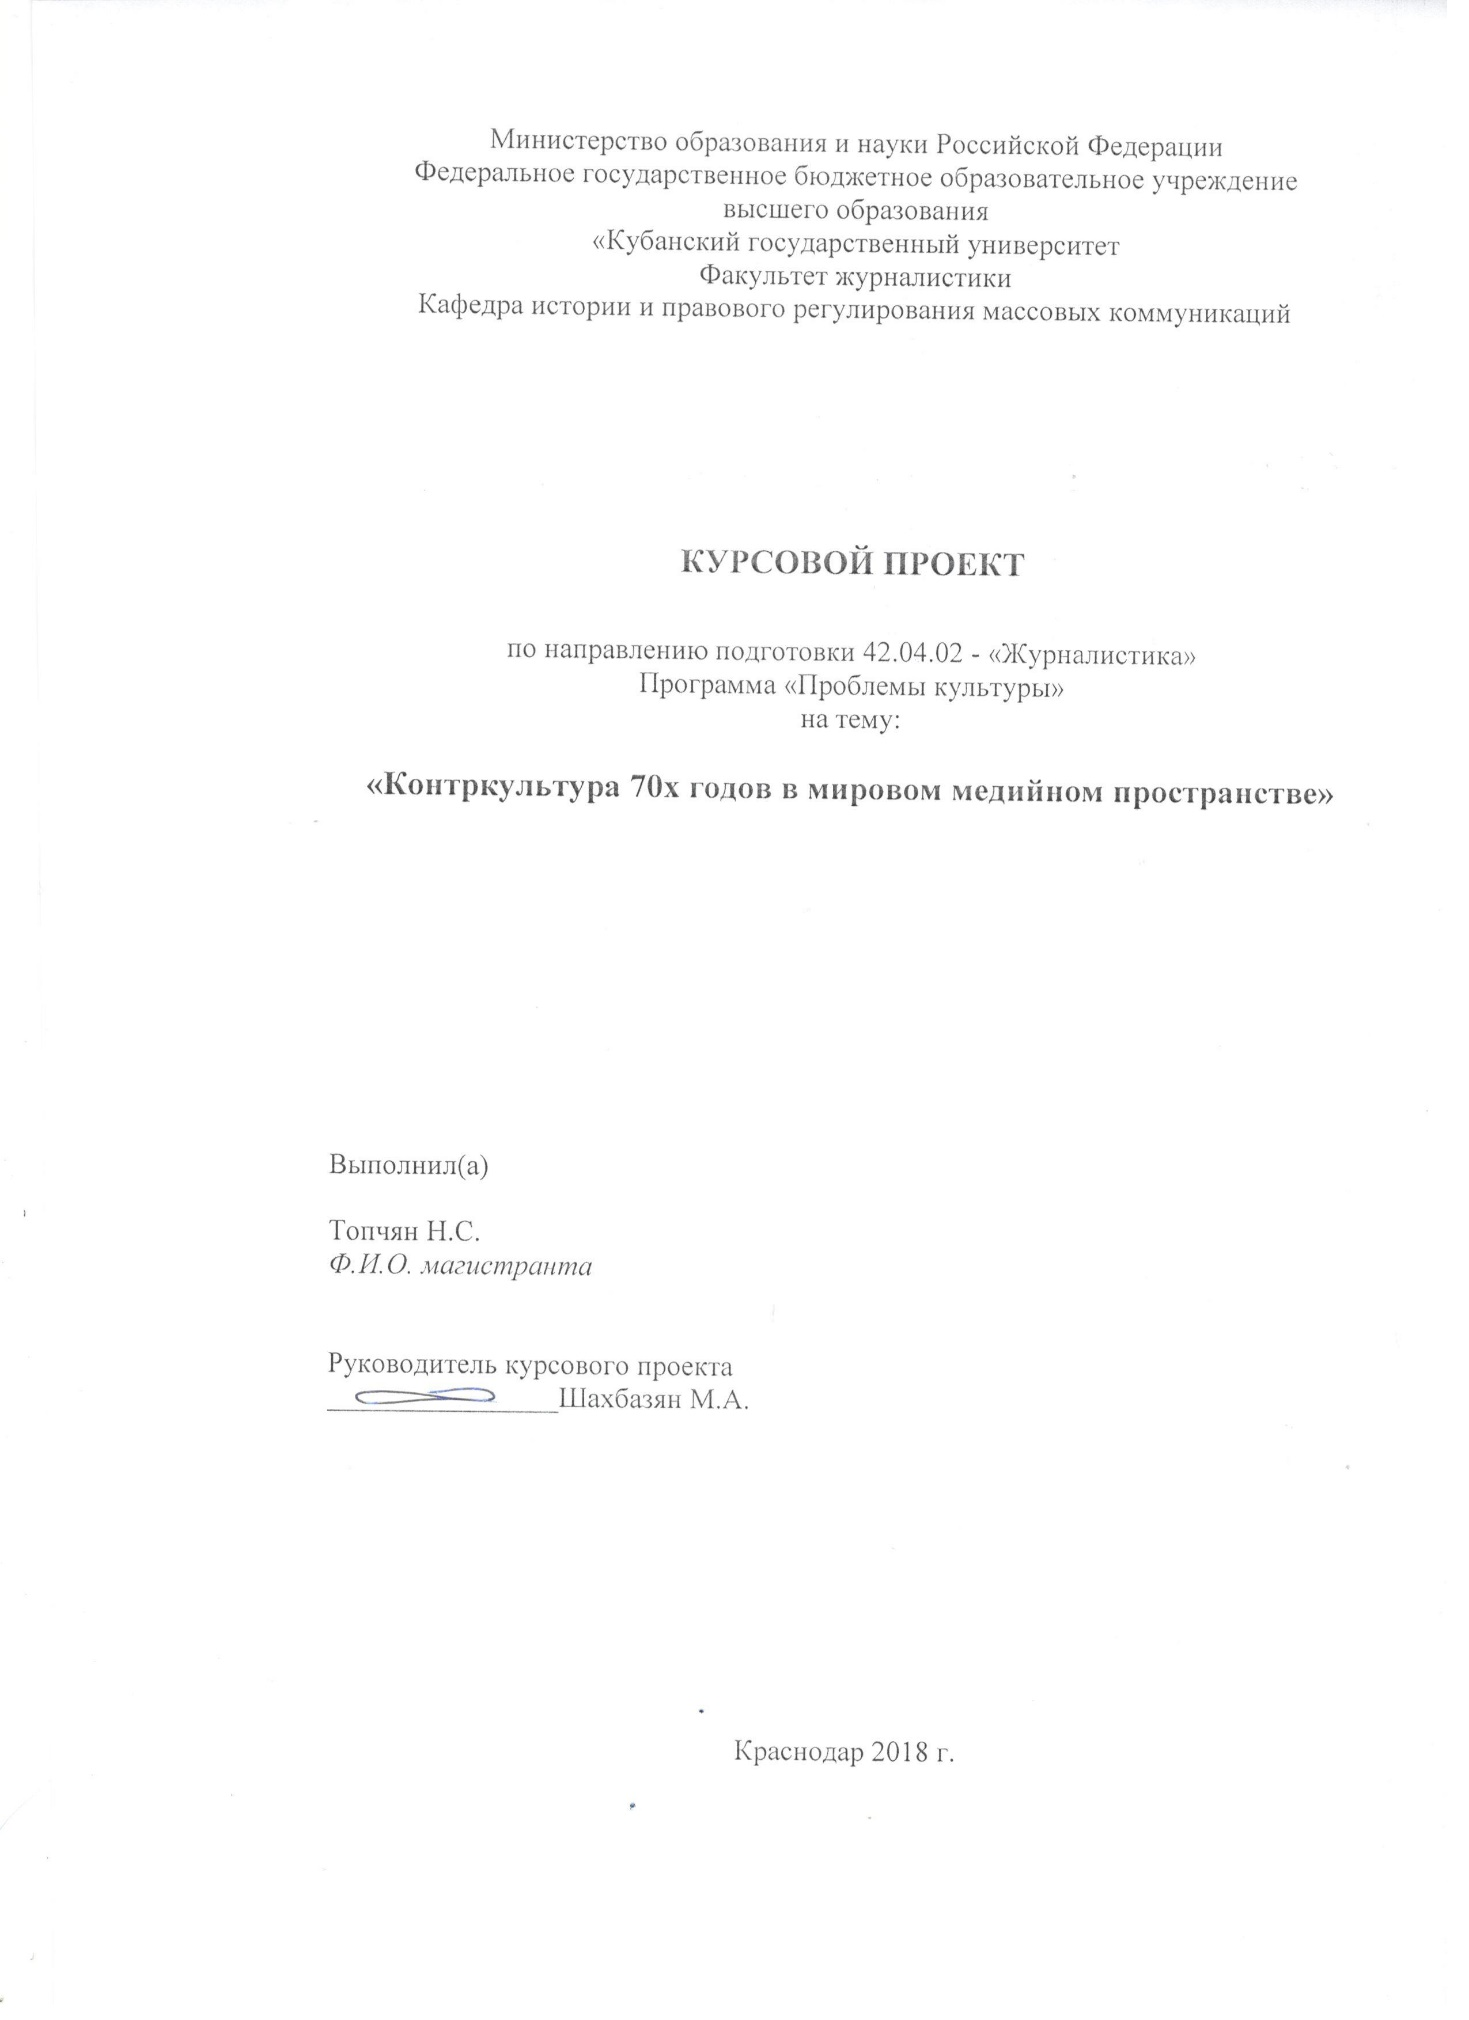 Министерство образования и науки Российской Федерации
Федеральное государственное бюджетное образовательное учреждение
высшего образования
«Кубанский государственный университет
Факультет журналистики
Кафедра истории и правового регулирования массовых коммуникаций
КУРСОВОЙ ПРОЕКТ
по направлению подготовки 42.04.02 - «Журналистика»
Программа «Проблемы культуры»
на тему:
«Контркультура 70х годов в мировом медийном пространстве»
Выполнил(а)
Топчян Н.С.
Ф.И.О. магистранта
Руководитель курсового проекта
________________Шахбазян М.А.
Краснодар 2018 г.